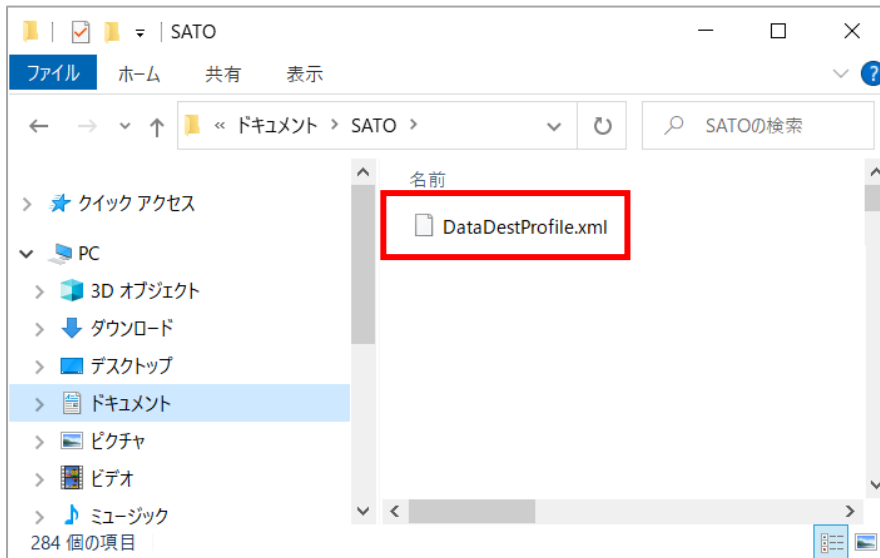 SATO
ファイル ホーム 共有 表示 ?
« ドキュメント > SATO > SATOの検索
名前
クイック アクセス
DataDestProfile.xml
PC
3D オブジェクト
ダウンロード
デスクトップ
ドキュメント
ピクチャ
ビデオ
ミュージック
284 個の項目